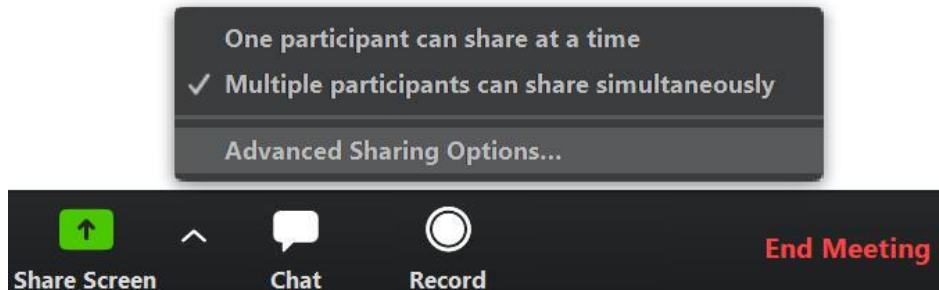 One participant can share at a time
Multiple participants can share simultaneously
Advanced Sharing Options...
End Meeting
Share Screen
Chat
Record